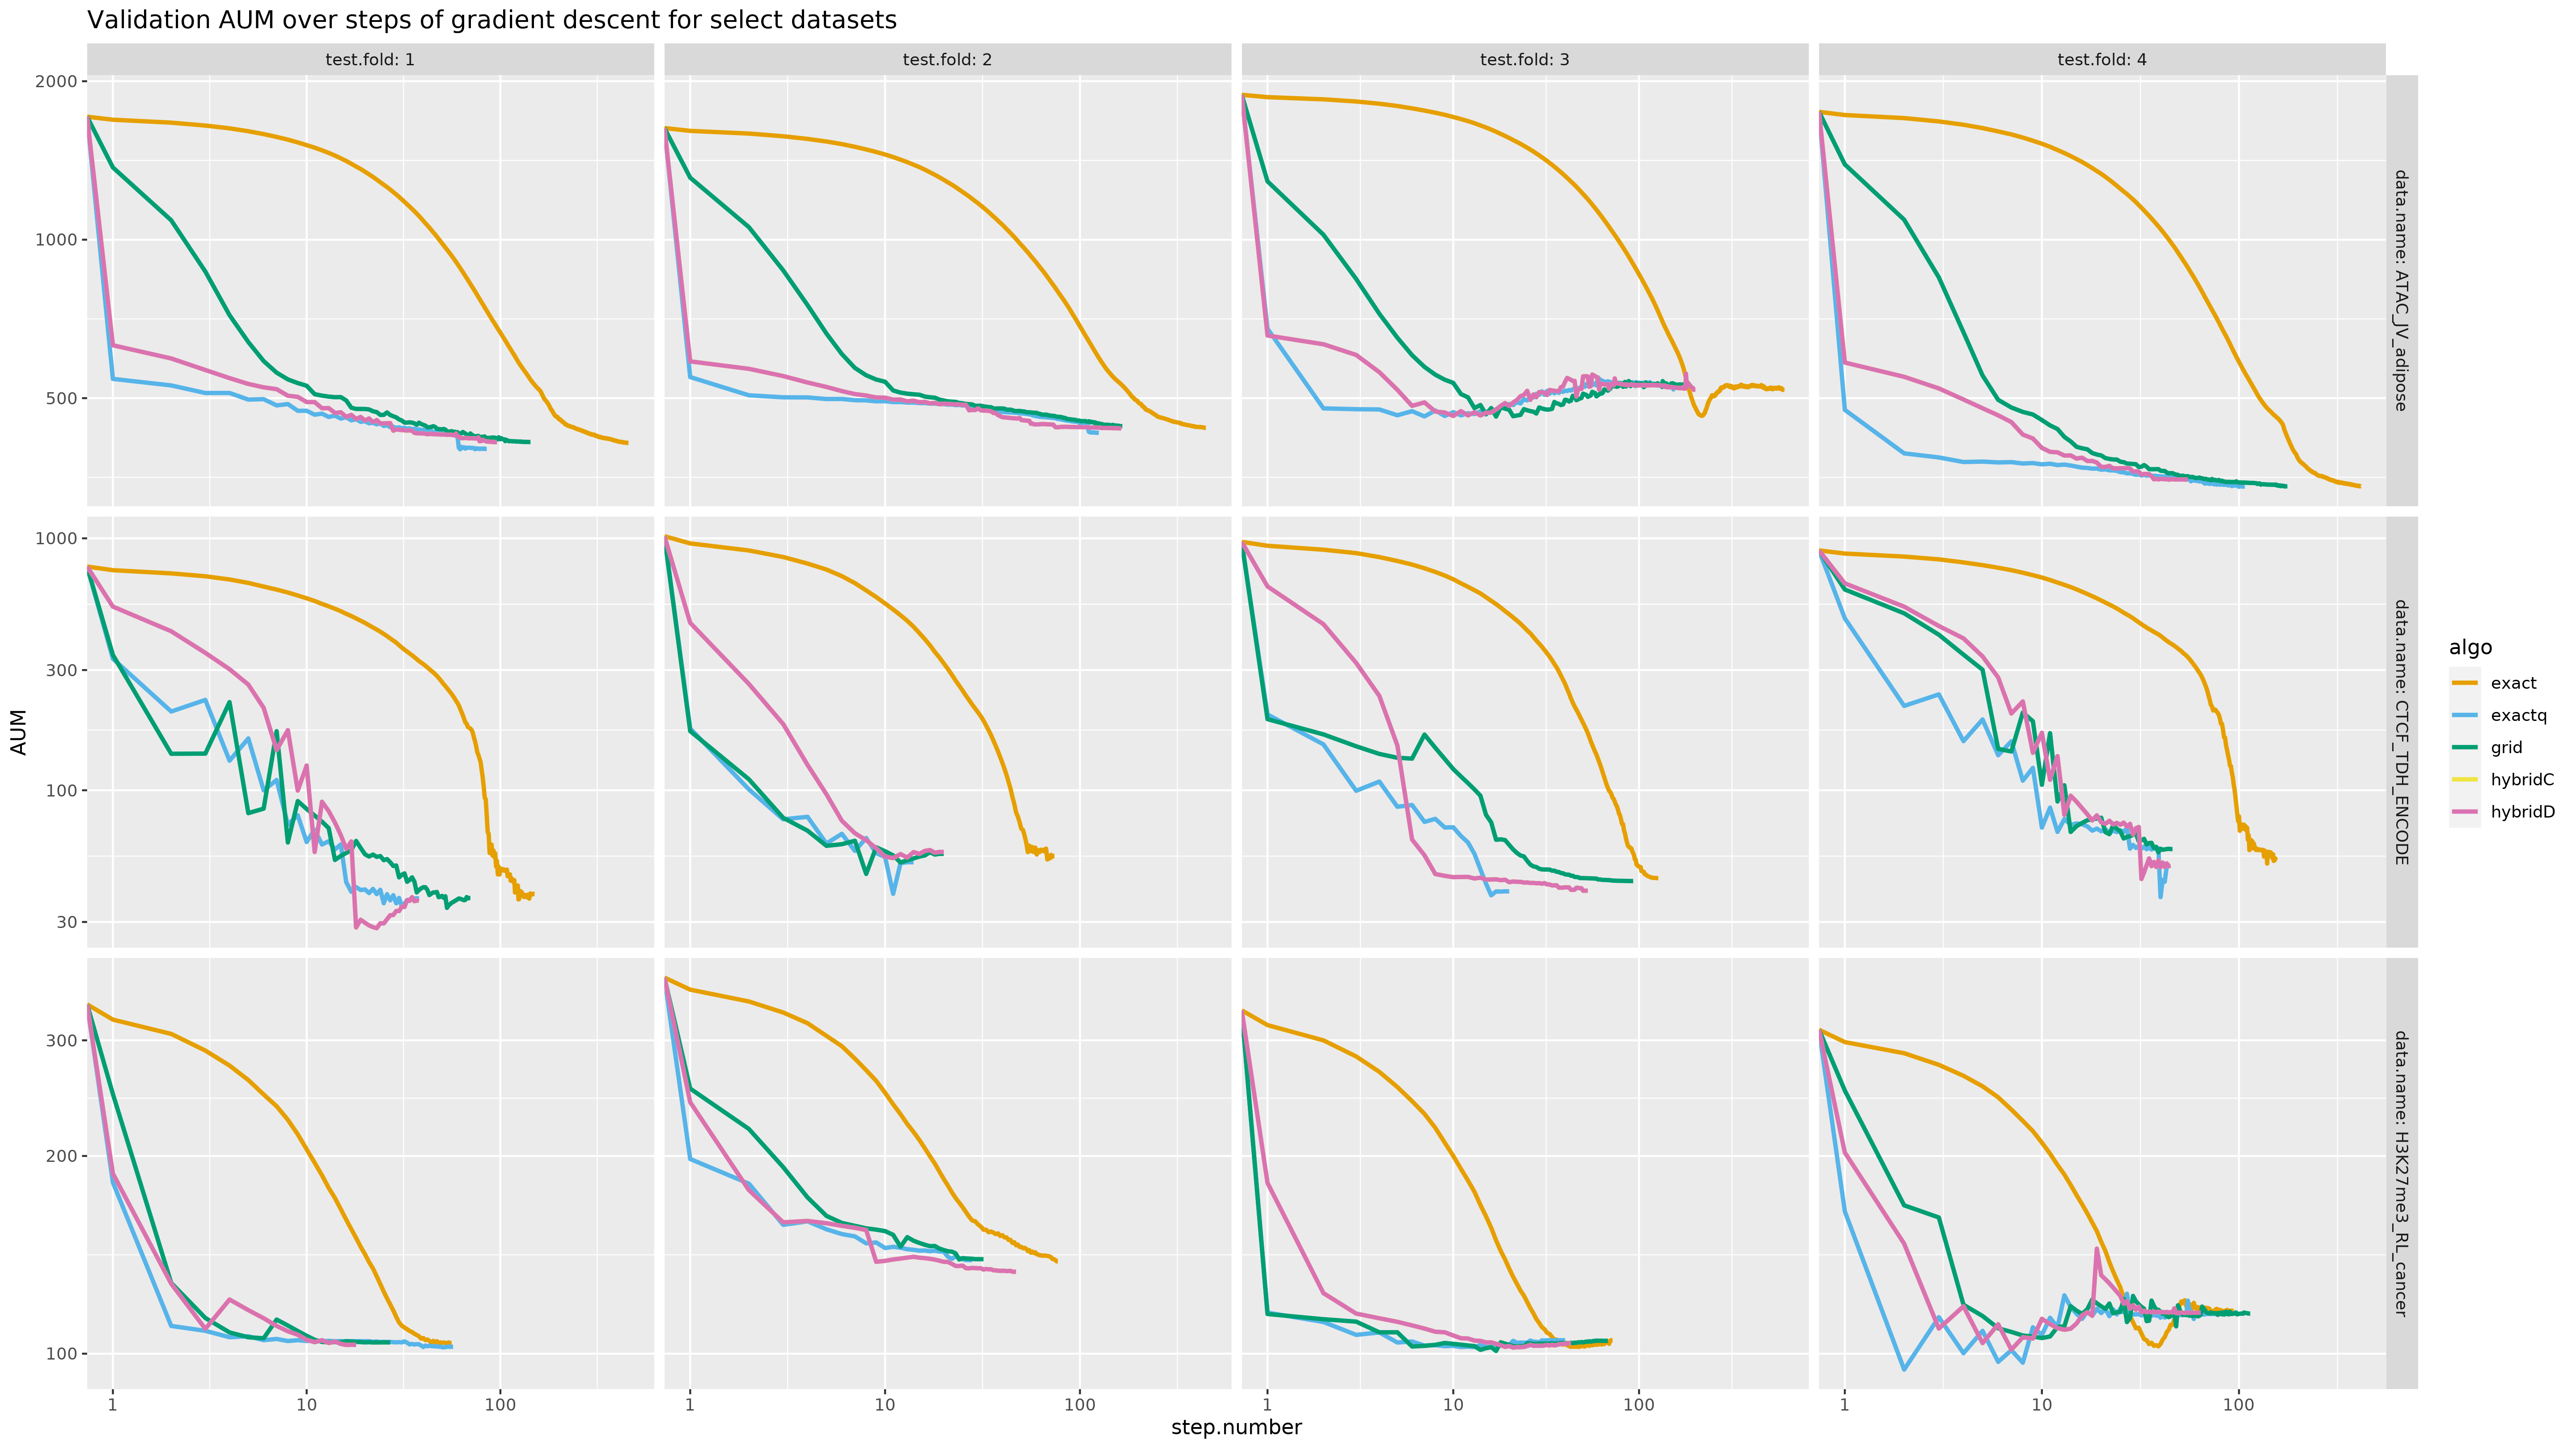 Validation AUM over steps of gradient descent for select datasets
test.fold: 1
test.fold: 2
test.fold: 3
test.fold: 4
2000
1000
500
data.name: ATAC_JV_adipose
1000
300
100
30
data.name: CTCF_TDH_ENCODE
300
200
100
data.name: H3K27me3_RL_cancer
AUM
1
10
100
1
10
100
1
10
100
1
10
100
step.number
algo
exact
exactq
grid
hybridC
hybridD